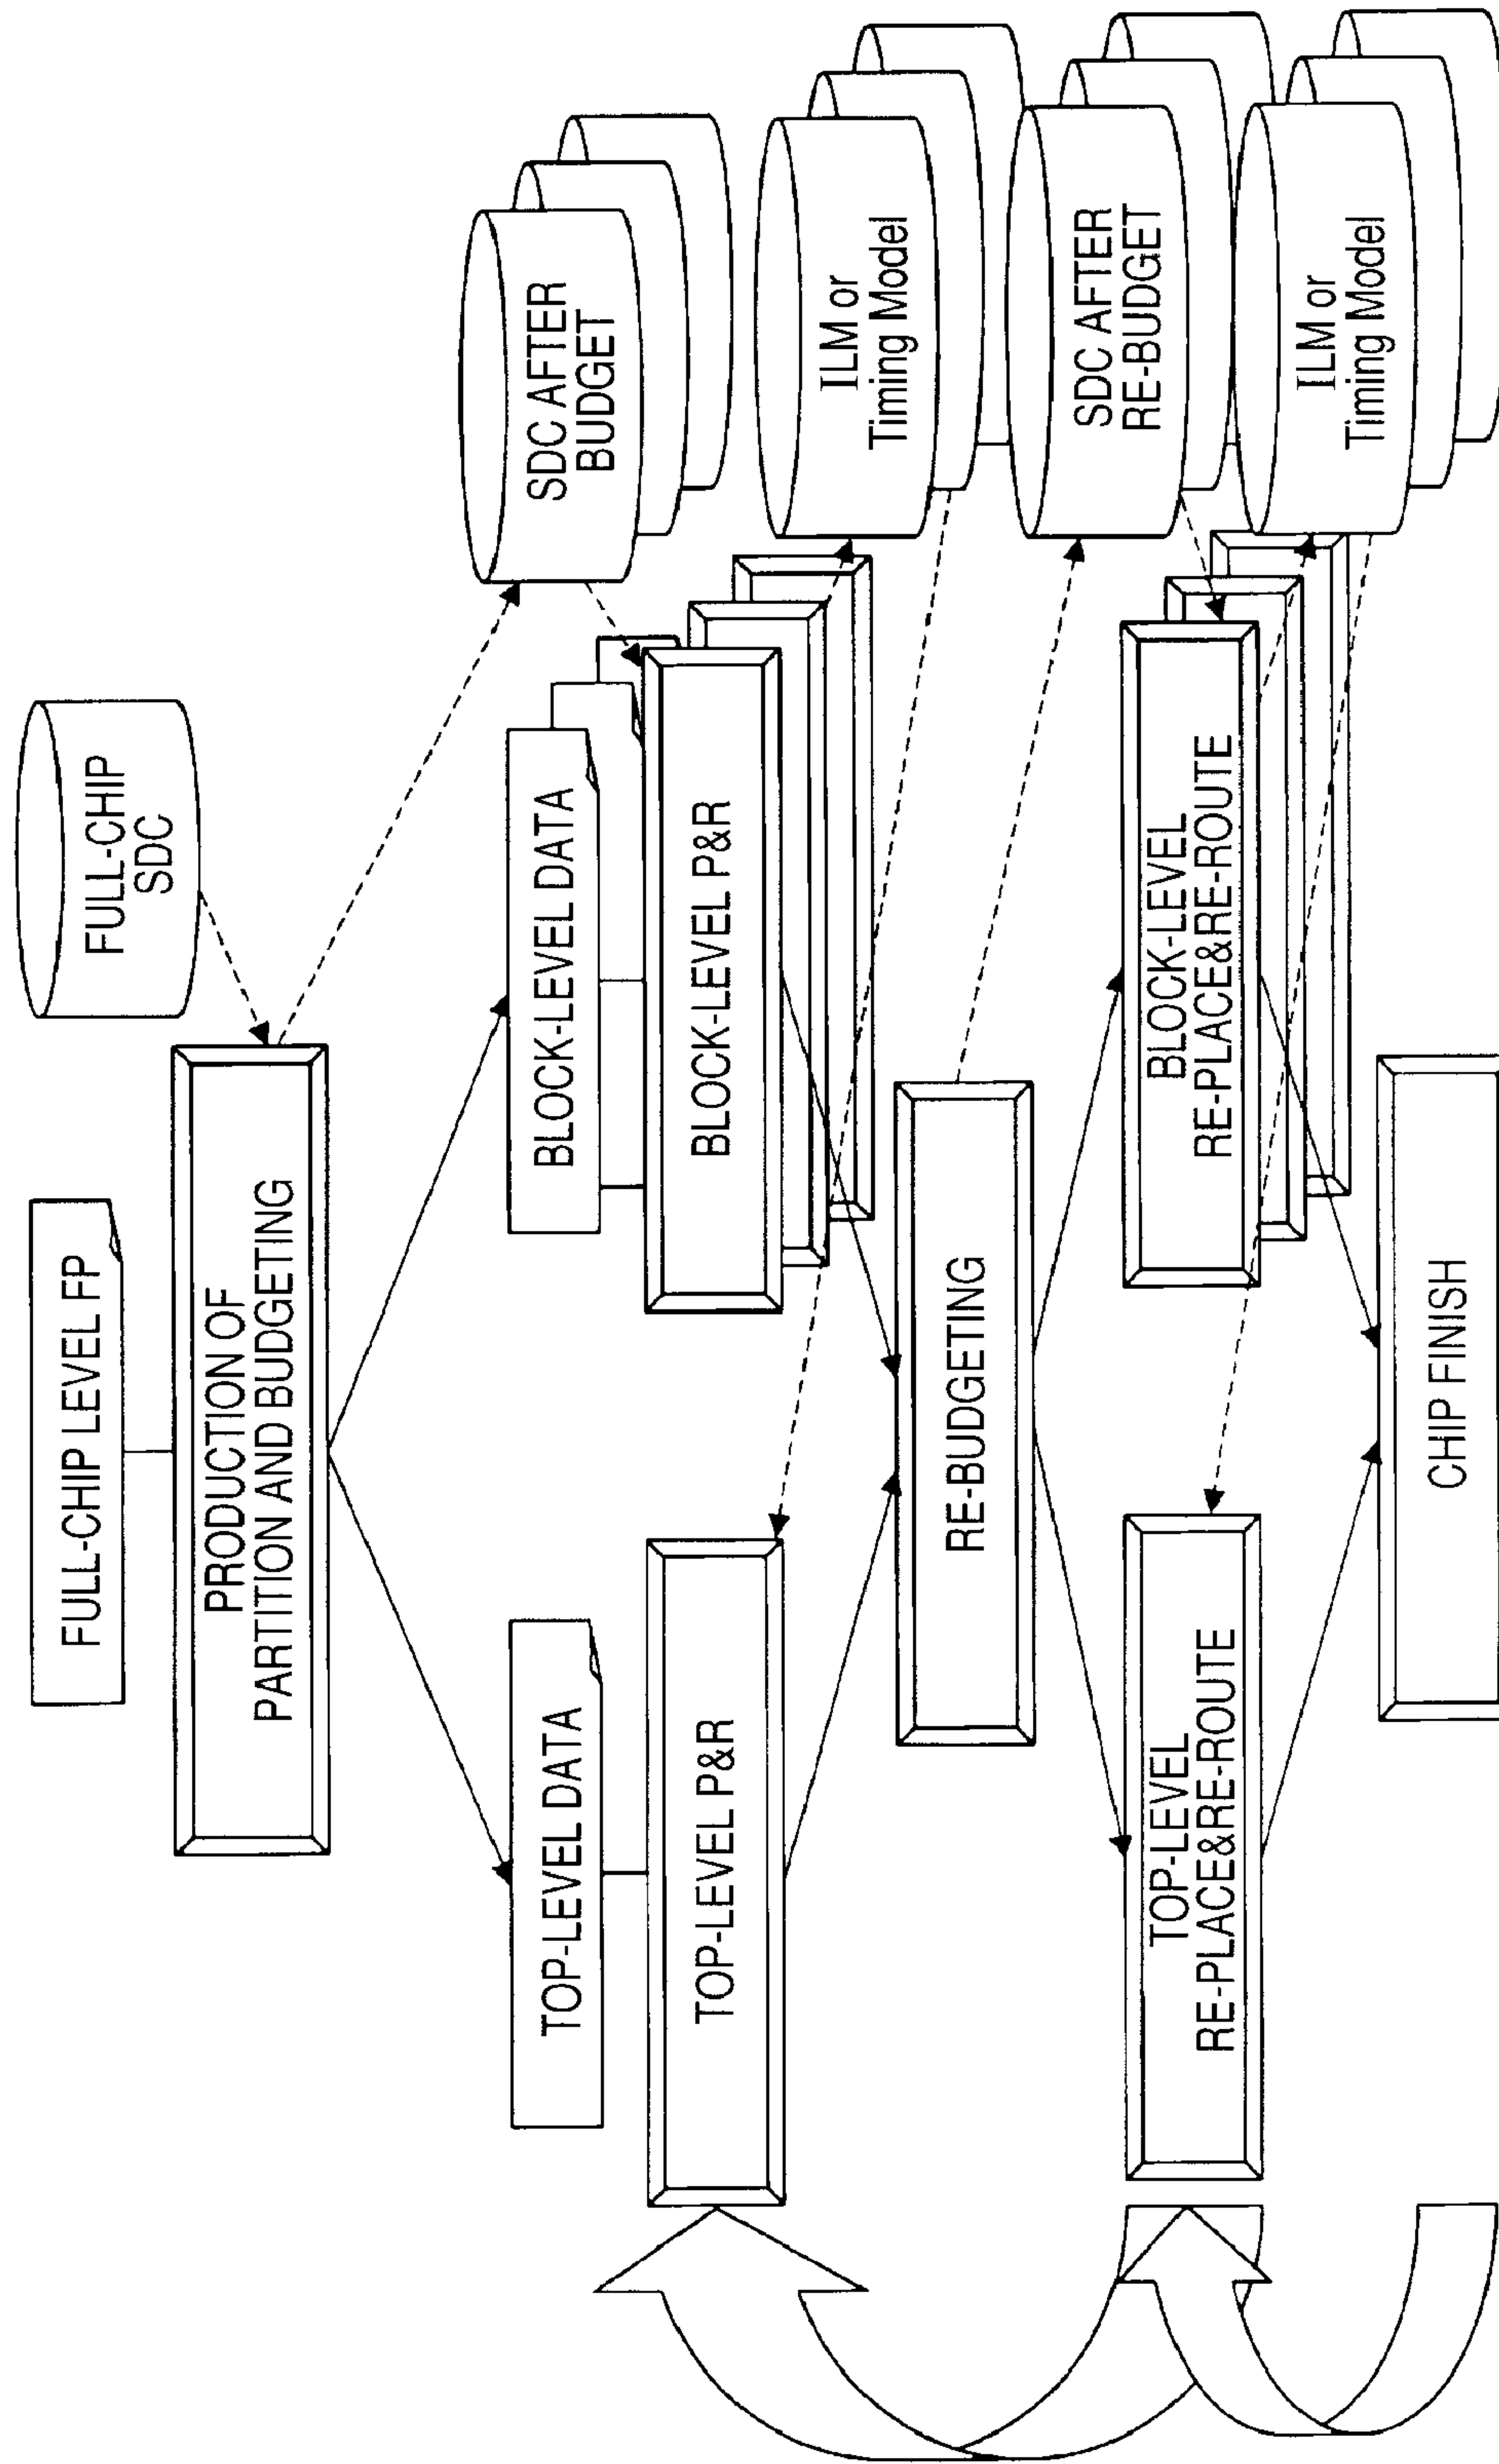 FULL-CHIP LEVEL FP
FULL-CHIP
SDC
PRODUCTION OF
PARTITION AND BUDGETING
SDC AFTER
BUDGET
TOP-LEVEL DATA
BLOCK-LEVEL DATA
TOP-LEVEL P&R
BLOCK-LEVEL P&R
ILM or
Timing Model
RE-BUDGETING
SDC AFTER
RE-BUDGET
TOP-LEVEL
RE-PLACE&RE-ROUTE
BLOCK-LEVEL
RE-PLACE&RE-ROUTE
ILM or
Timing Model
CHIP FINISH